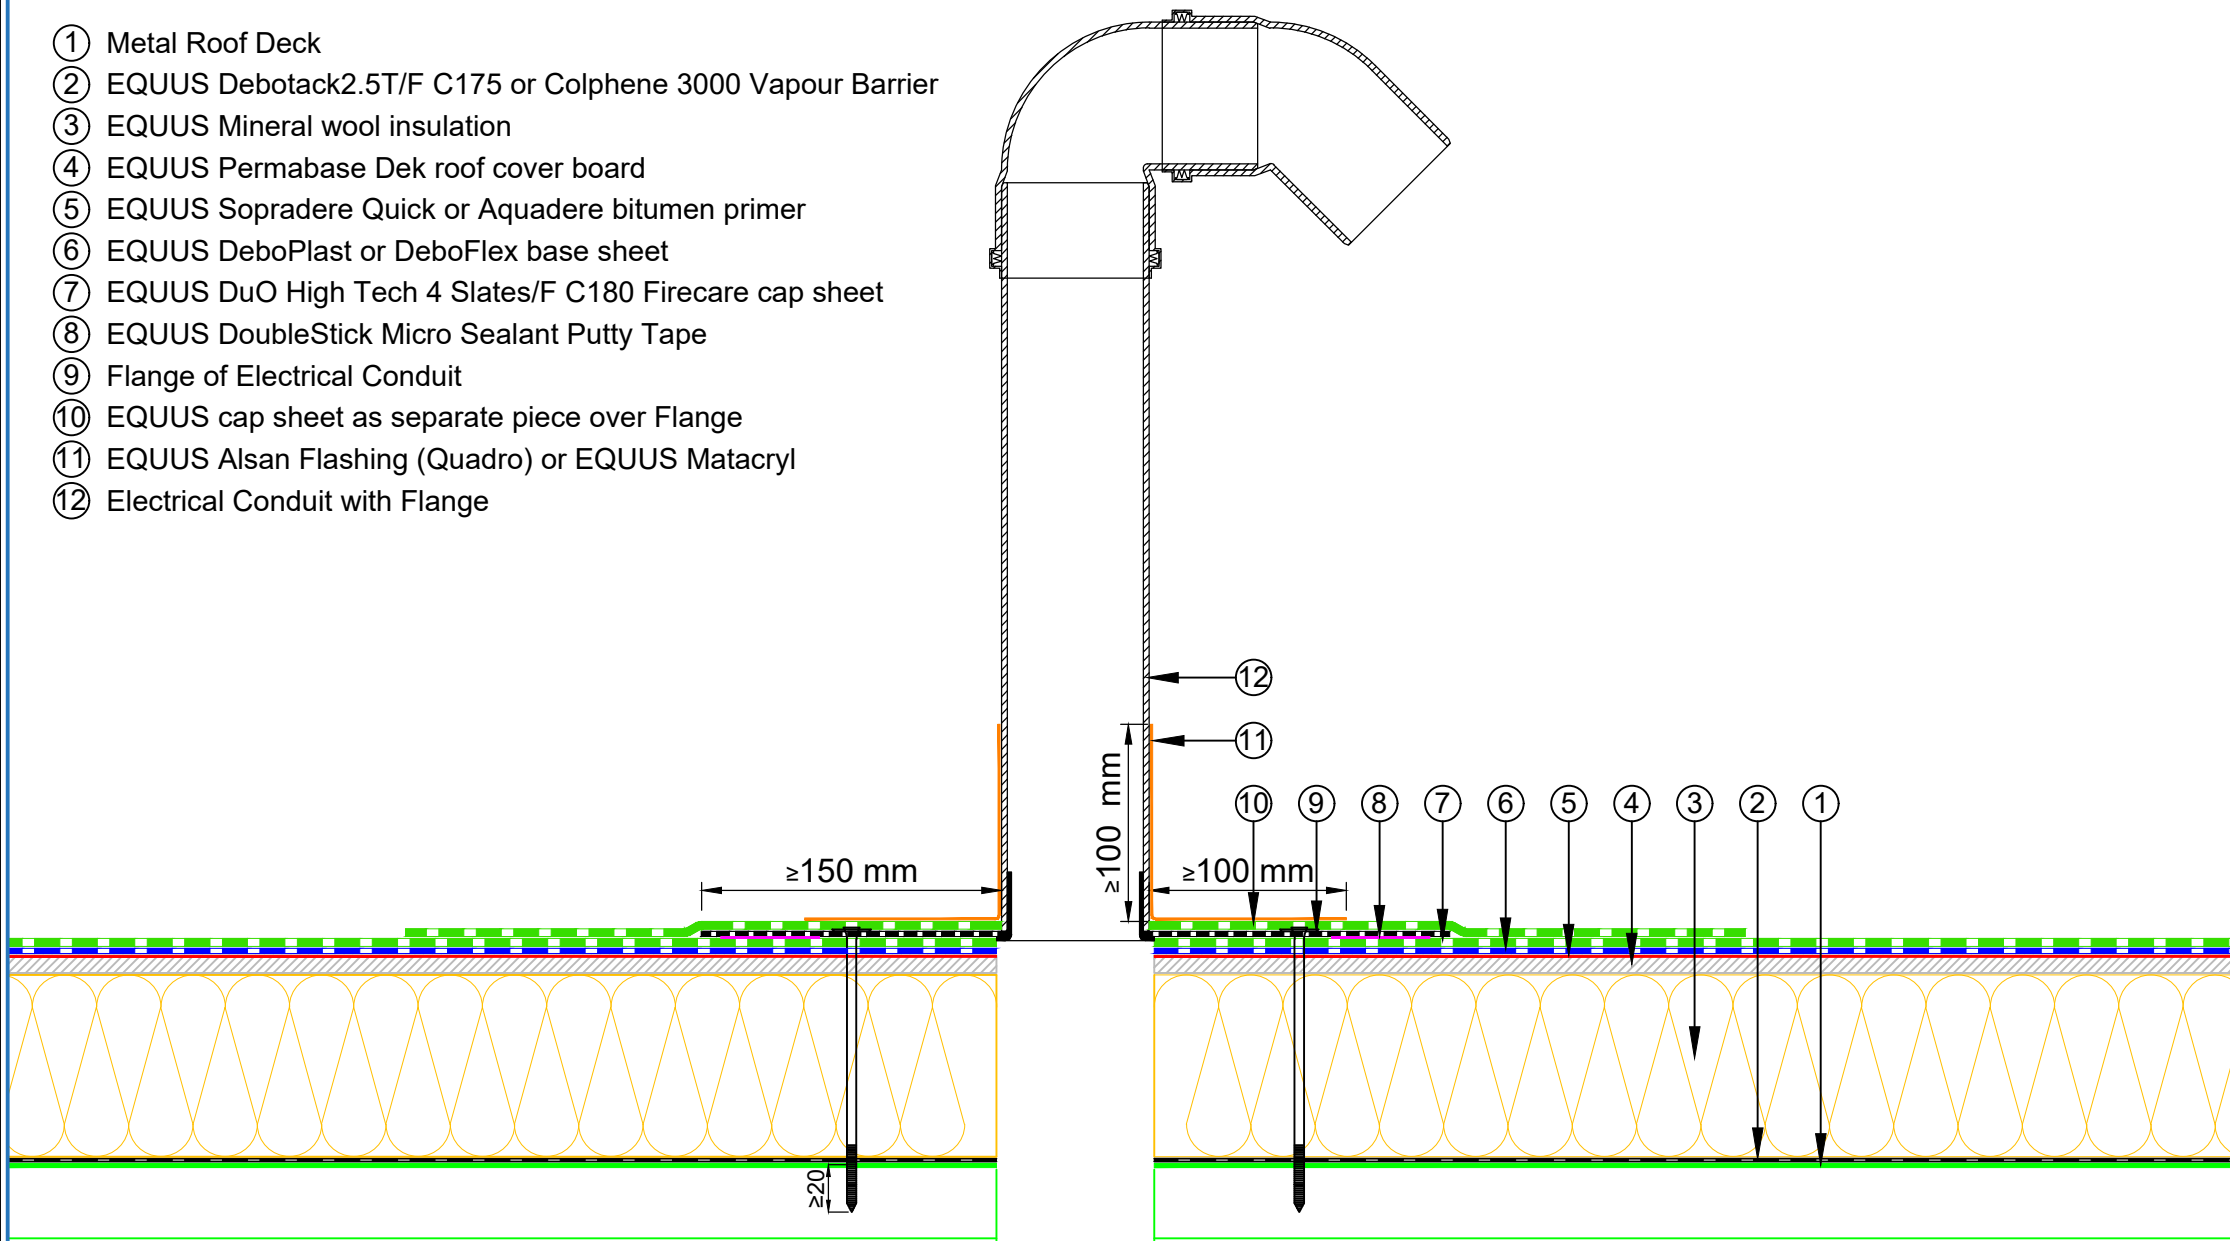 1 Metal Roof Deck
2 EQUUS Debotack2.5T/F C175 or Colphene 3000 Vapour Barrier
3 EQUUS Mineral wool insulation
4 EQUUS Permabase Dek roof cover board
5 EQUUS Sopradere Quick or Aquadere bitumen primer
6 EQUUS DeboPlast or DeboFlex base sheet
7 EQUUS DuO High Tech 4 Slates/F C180 Firecare cap sheet
8 EQUUS DoubleStick Micro Sealant Putty Tape
9 Flange of Electrical Conduit
10 EQUUS cap sheet as separate piece over Flange
11 EQUUS Alsan Flashing (Quadro) or EQUUS Matacryl
12 Electrical Conduit with Flange
12
11
10 9 8 7 6 5 4 3 2 1
≥100 mm
≥150 mm
≥100 mm
≥20